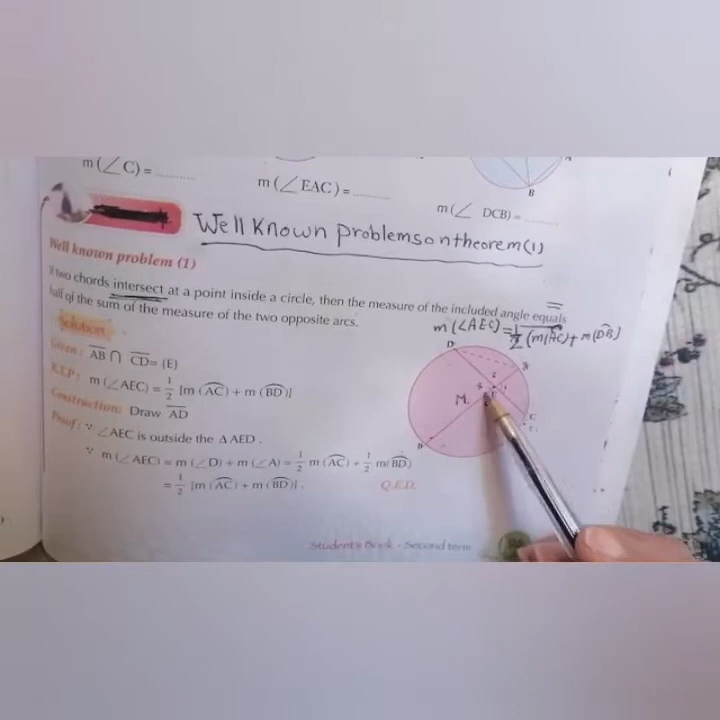 m (∠C) = ..........
m (∠EAC) = ..........
m (∠ DCB) = ..........
A
B
Well Known problems on theorem (1)
Well known problem (1)
If two chords intersect at a point inside a circle, then the measure of the included angle equals
half of the sum of the measure of the two opposite arcs.
m (∠AEC) = 1/2 (m(AC) + m(DB)
Solution
Given : AB ∩ CD = {E}
R.T.P.: m (∠AEC) = 1/2 [m (AC) + m (BD)]
Construction: Draw AD
Proof: ∵ ∠AEC is outside the Δ AED .
∵ m (∠AEC) = m (∠D) + m (∠A) = 1/2 m (AC) + 1/2 m(BD)
= 1/2 [m (AC) + m (BD)] .
Q.E.D.
D
M.
C
Student's Book - Second term